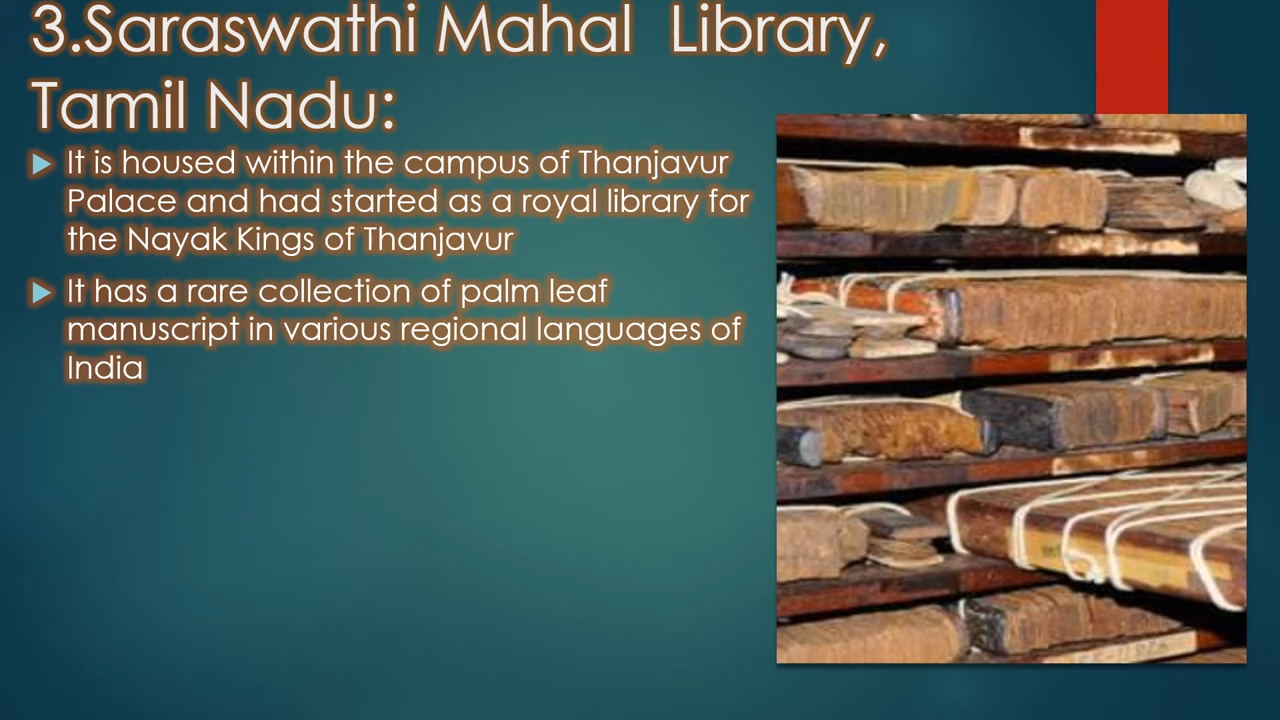 3.Saraswathi Mahal  Library,
Tamil Nadu:
It is housed within the campus of Thanjavur
Palace and had started as a royal library for
the Nayak Kings of Thanjavur
It has a rare collection of palm leaf
manuscript in various regional languages of
India